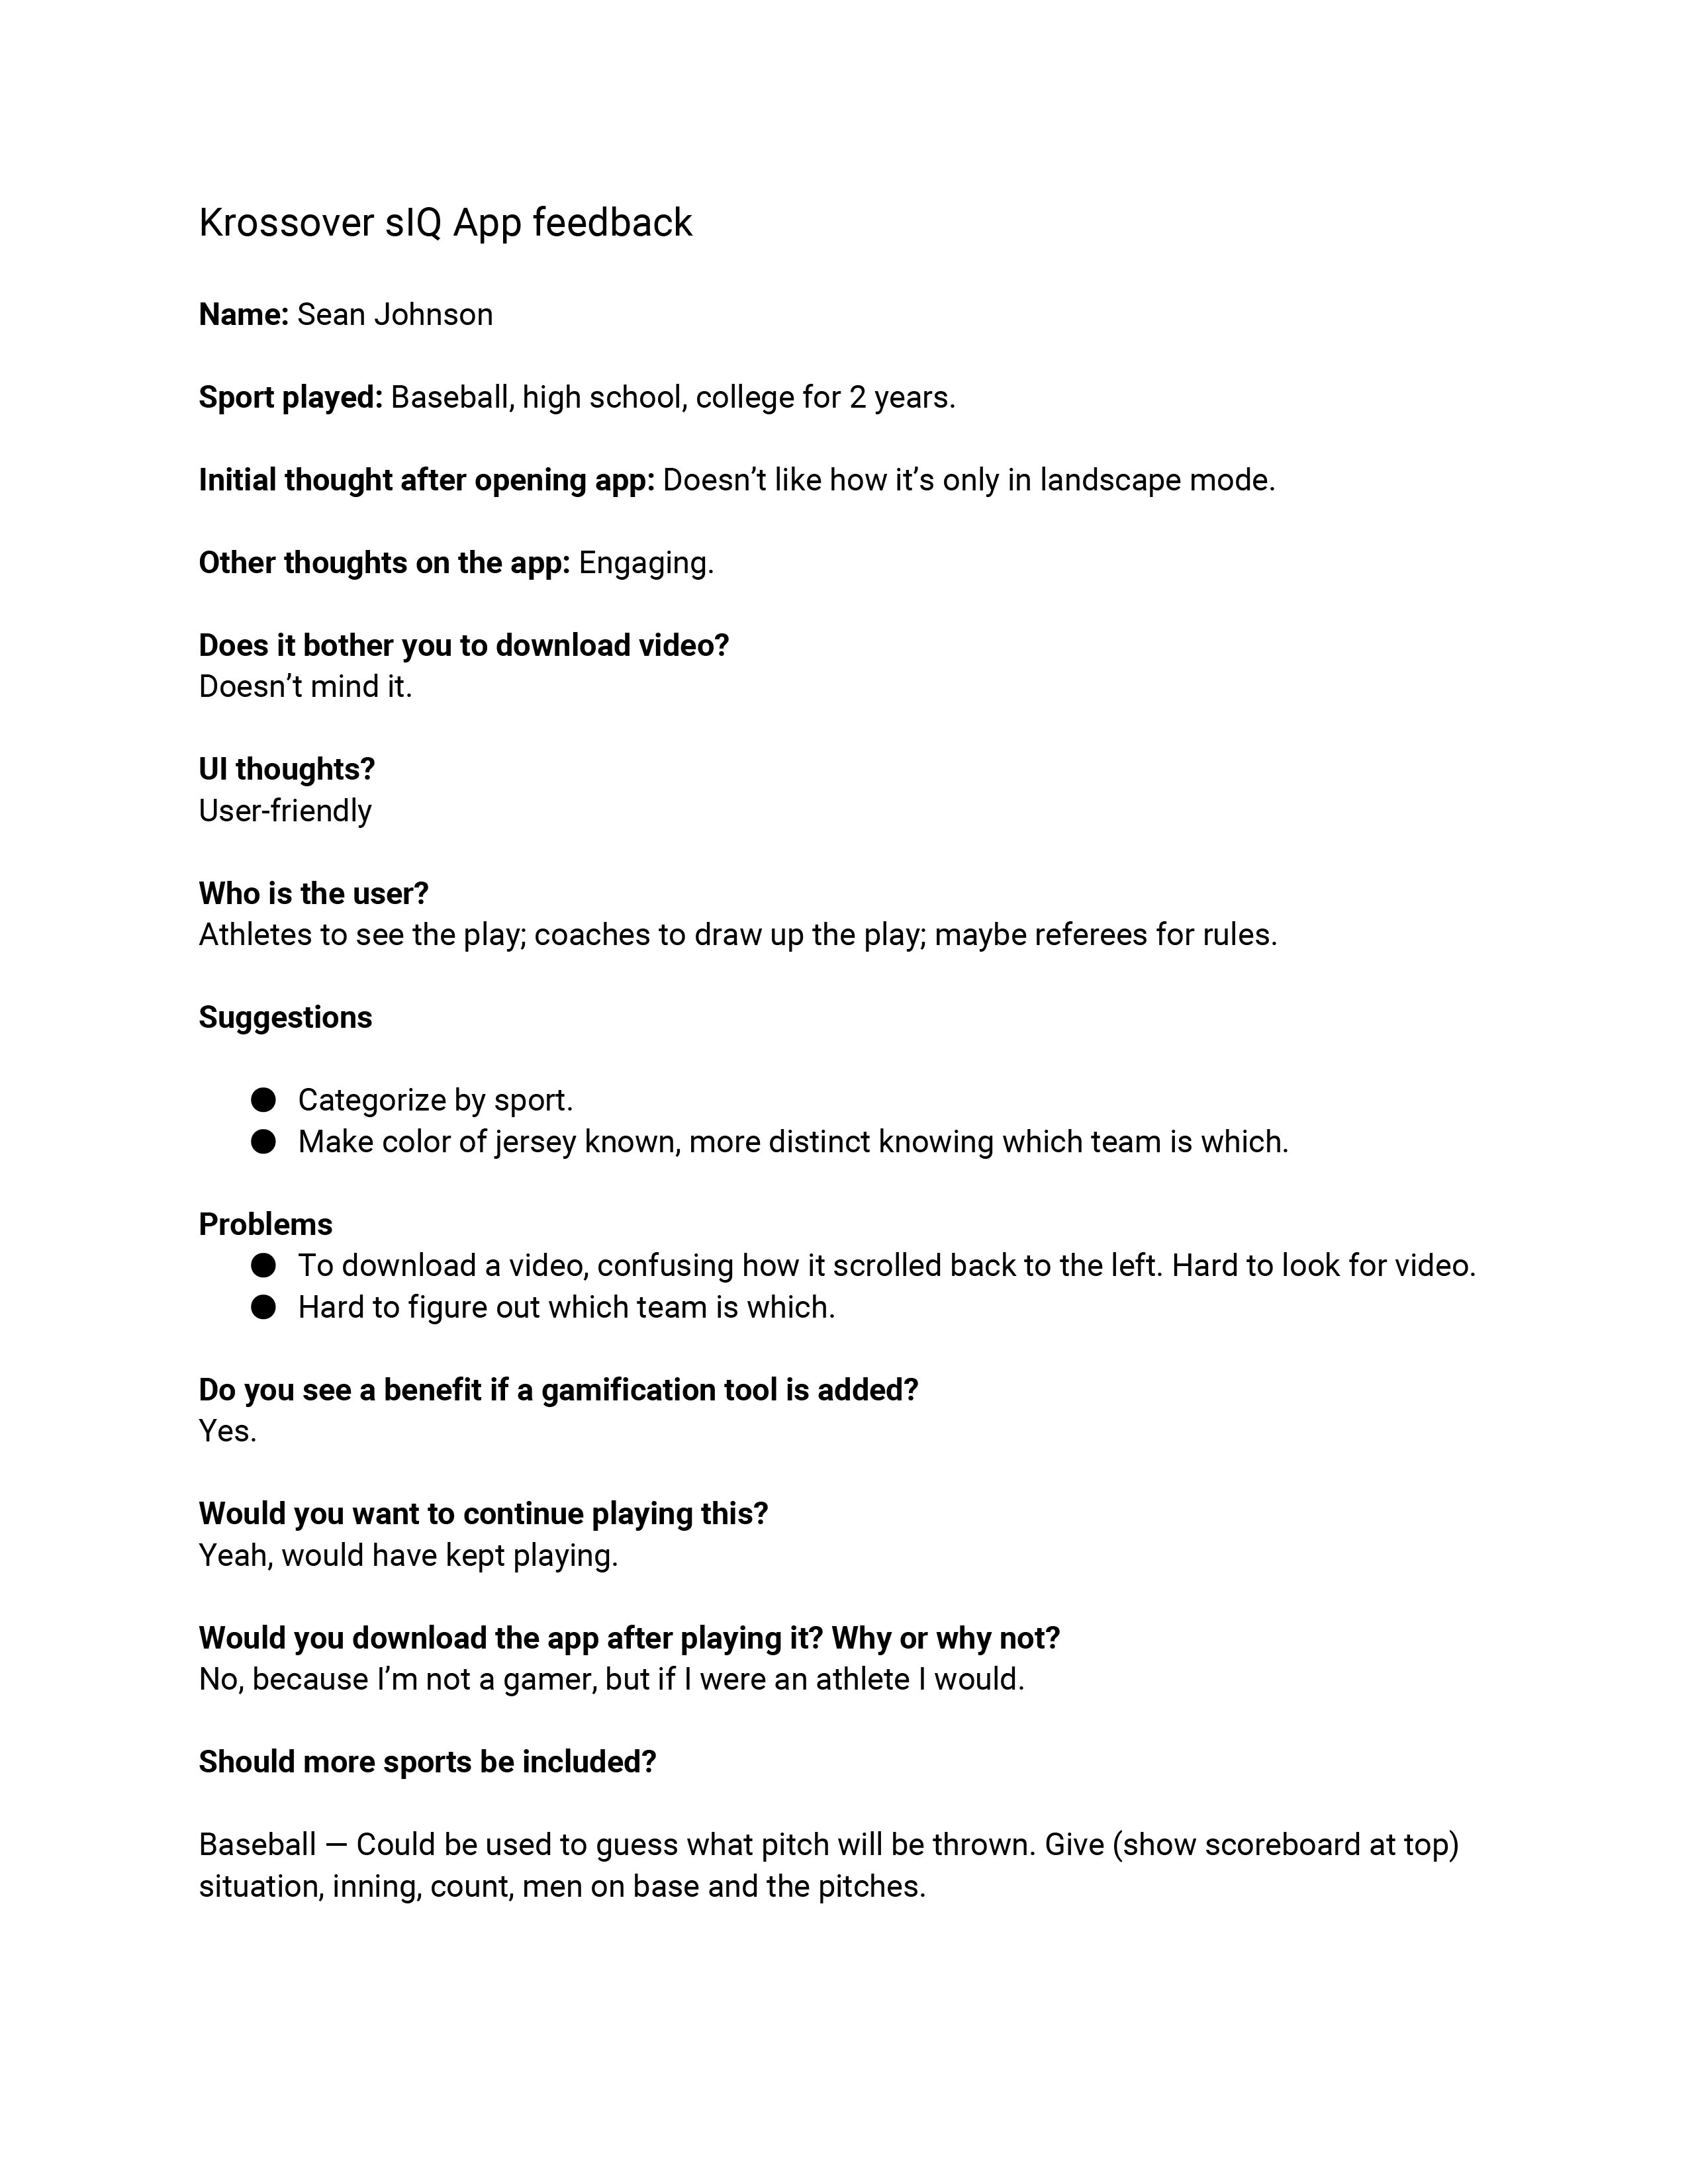 Krossover sIQ App feedback
Name: Sean Johnson
Sport played: Baseball, high school, college for 2 years.
Initial thought after opening app: Doesn’t like how it’s only in landscape mode.
Other thoughts on the app: Engaging.
Does it bother you to download video?
Doesn’t mind it.
UI thoughts?
User-friendly
Who is the user?
Athletes to see the play; coaches to draw up the play; maybe referees for rules.
Suggestions
● Categorize by sport.
● Make color of jersey known, more distinct knowing which team is which.
Problems
● To download a video, confusing how it scrolled back to the left. Hard to look for video.
● Hard to figure out which team is which.
Do you see a benefit if a gamification tool is added?
Yes.
Would you want to continue playing this?
Yeah, would have kept playing.
Would you download the app after playing it? Why or why not?
No, because I’m not a gamer, but if I were an athlete I would.
Should more sports be included?
Baseball — Could be used to guess what pitch will be thrown. Give (show scoreboard at top)
situation, inning, count, men on base and the pitches.